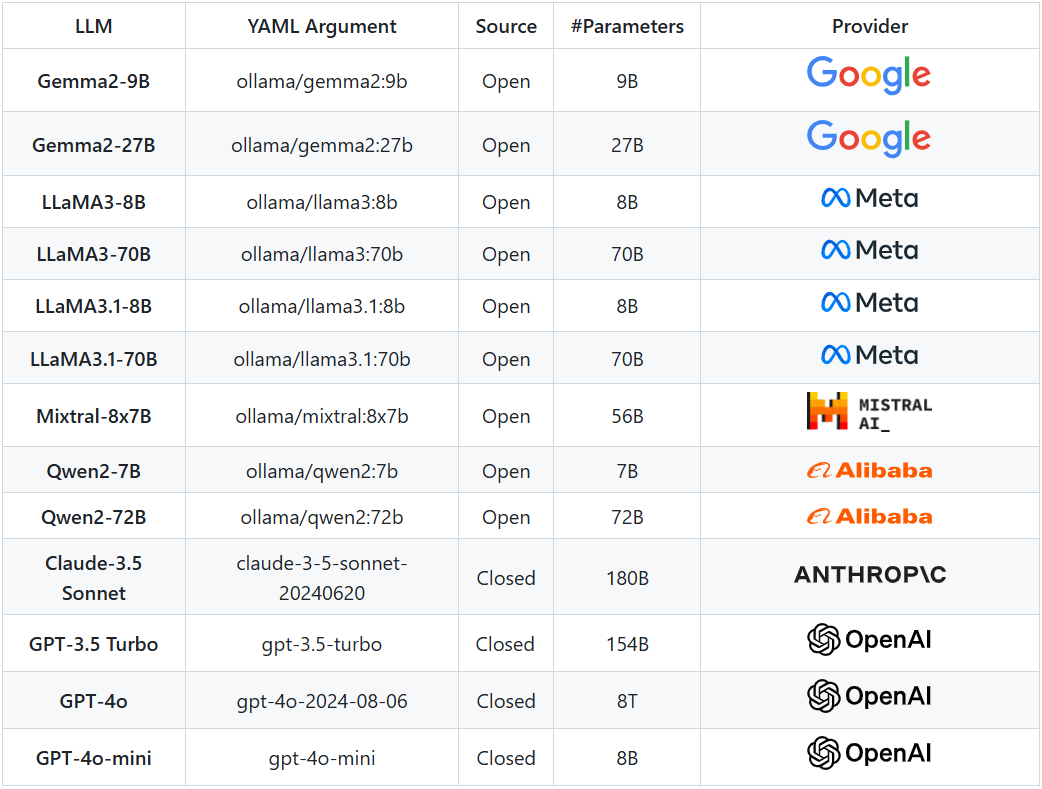 LLM YAML Argument Source #Parameters Provider
Gemma2-9B ollama/gemma2:9b Open 9B Google
Gemma2-27B ollama/gemma2:27b Open 27B Google
LLaMA3-8B ollama/llama3:8b Open 8B Meta
LLaMA3-70B ollama/llama3:70b Open 70B Meta
LLaMA3.1-8B ollama/llama3.1:8b Open 8B Meta
LLaMA3.1-70B ollama/llama3.1:70b Open 70B Meta
Mixtral-8x7B ollama/mixtral:8x7b Open 56B MISTRAL
AI_
Qwen2-7B ollama/qwen2:7b Open 7B Alibaba
Qwen2-72B ollama/qwen2:72b Open 72B Alibaba
Claude-3.5 claude-3-5-sonnet-
Sonnet 20240620 Closed 180B ANTHROP\C
GPT-3.5 Turbo gpt-3.5-turbo Closed 154B OpenAI
GPT-4o gpt-4o-2024-08-06 Closed 8T OpenAI
GPT-4o-mini gpt-4o-mini Closed 8B OpenAI